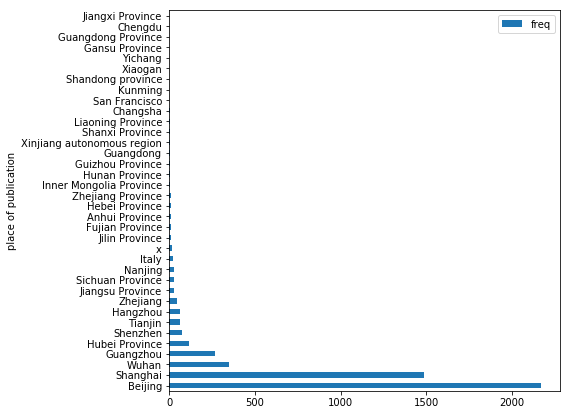 freq
Jiangxi Province
Chengdu
Guangdong Province
Gansu Province
Yichang
Xiaogan
Shandong province
Kunming
San Francisco
Changsha
Liaoning Province
Shanxi Province
Xinjiang autonomous region
Guangdong
Guizhou Province
Hunan Province
Inner Mongolia Province
Zhejiang Province
Hebei Province
Anhui Province
Fujian Province
Jilin Province
x
Italy
Nanjing
Sichuan Province
Jiangsu Province
Zhejiang
Hangzhou
Tianjin
Shenzhen
Hubei Province
Guangzhou
Wuhan
Shanghai
Beijing
place of publication
0 500 1000 1500 2000